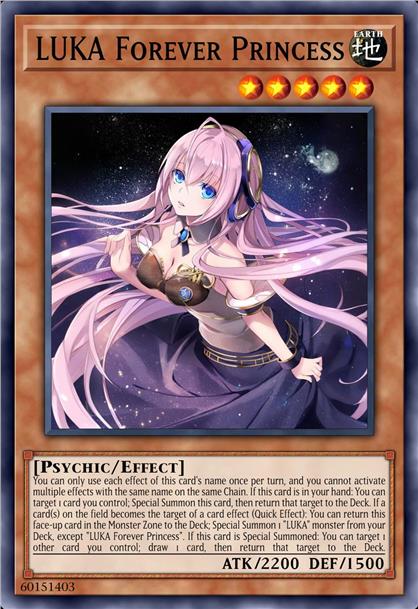 LUKA Forever Princess
EARTH
地
[Psychic/Effect]
You can only use each effect of this card's name once per turn, and you cannot activate
multiple effects with the same name on the same Chain. If this card is in your hand: You can
target 1 card you control; Special Summon this card, then return that target to the Deck. If a
card(s) on the field becomes the target of a card effect (Quick Effect): You can return this
face-up card in the Monster Zone to the Deck; Special Summon 1 "LUKA" monster from your
Deck, except "LUKA Forever Princess". If this card is Special Summoned: You can target 1
other card you control; draw 1 card, then return that target to the Deck.
ATK/2200 DEF/1500
60151403